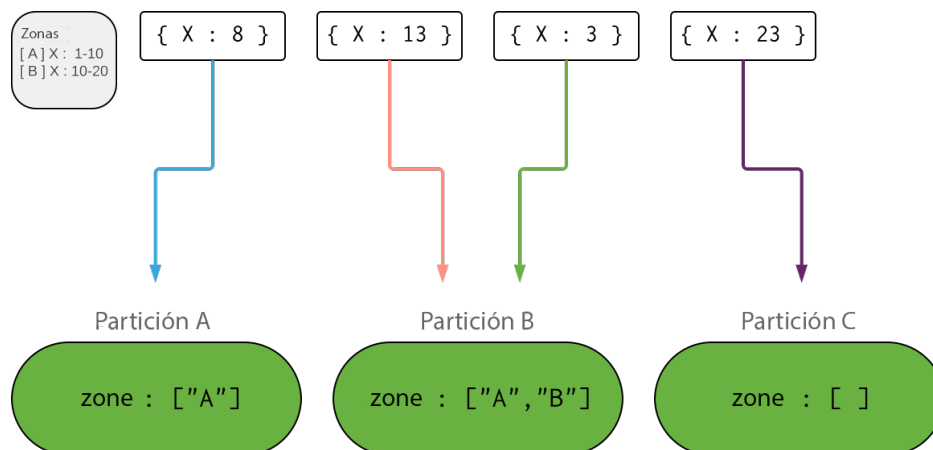 Zonas
[ A ] X : 1-10
[ B ] X : 10-20
{ X : 8 }
{ X : 13 }
{ X : 3 }
{ X : 23 }
Partición A
Partición B
Partición C
zone : ["A"]
zone : ["A","B"]
zone : [ ]